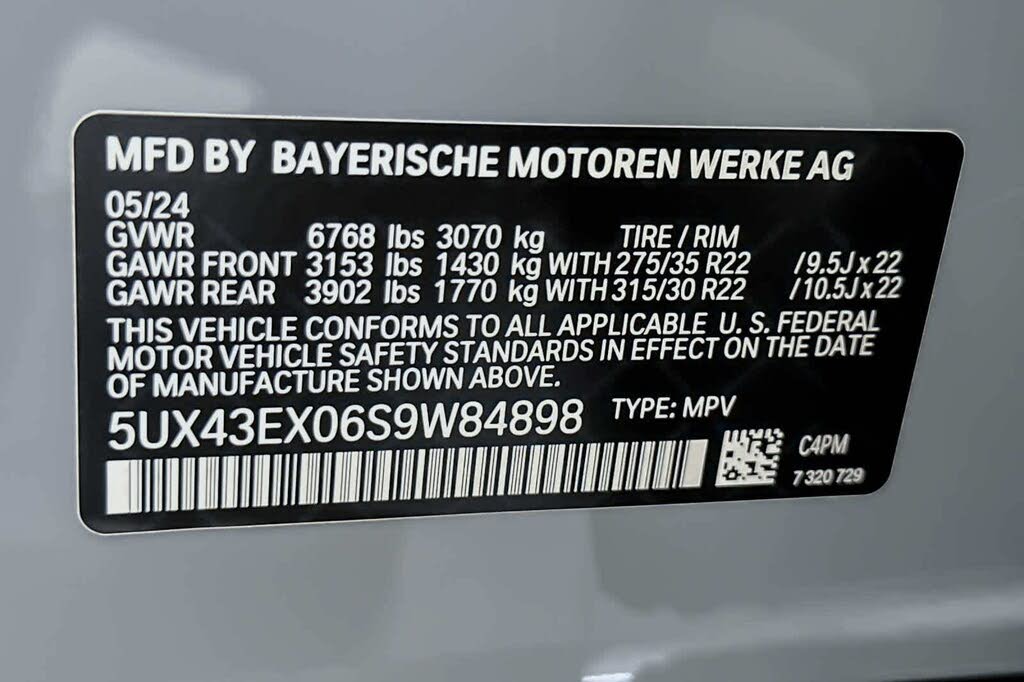 MFD BY BAYERISCHE MOTOREN WERKE AG
05/24
GVWR 6768 lbs 3070 kg TIRE / RIM
GAWR FRONT 3153 lbs 1430 kg WITH 275/35 R22 /9.5J x 22
GAWR REAR 3902 lbs 1770 kg WITH 315/30 R22 /10.5J x 22
THIS VEHICLE CONFORMS TO ALL APPLICABLE U. S. FEDERAL
MOTOR VEHICLE SAFETY STANDARDS IN EFFECT ON THE DATE
OF MANUFACTURE SHOWN ABOVE.
5UX43EX06S9W84898 TYPE: MPV
C4PM
7 320 729